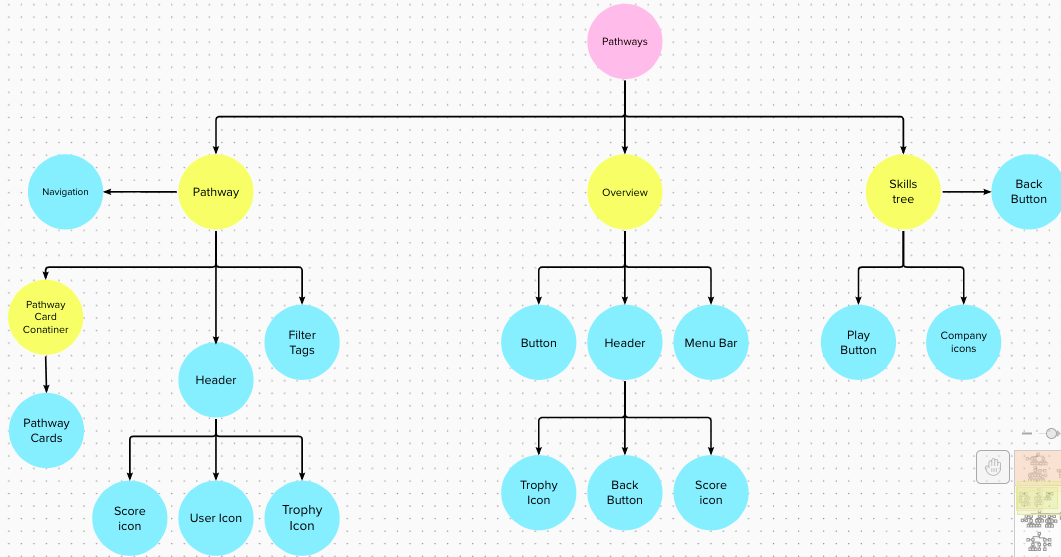 Pathways
Navigation
Pathway
Overview
Skills
tree
Back
Button
Pathway
Card
Conatiner
Header
Filter
Tags
Button
Header
Menu Bar
Play
Button
Company
icons
Pathway
Cards
Score
icon
User Icon
Trophy
Icon
Trophy
Icon
Back
Button
Score
icon